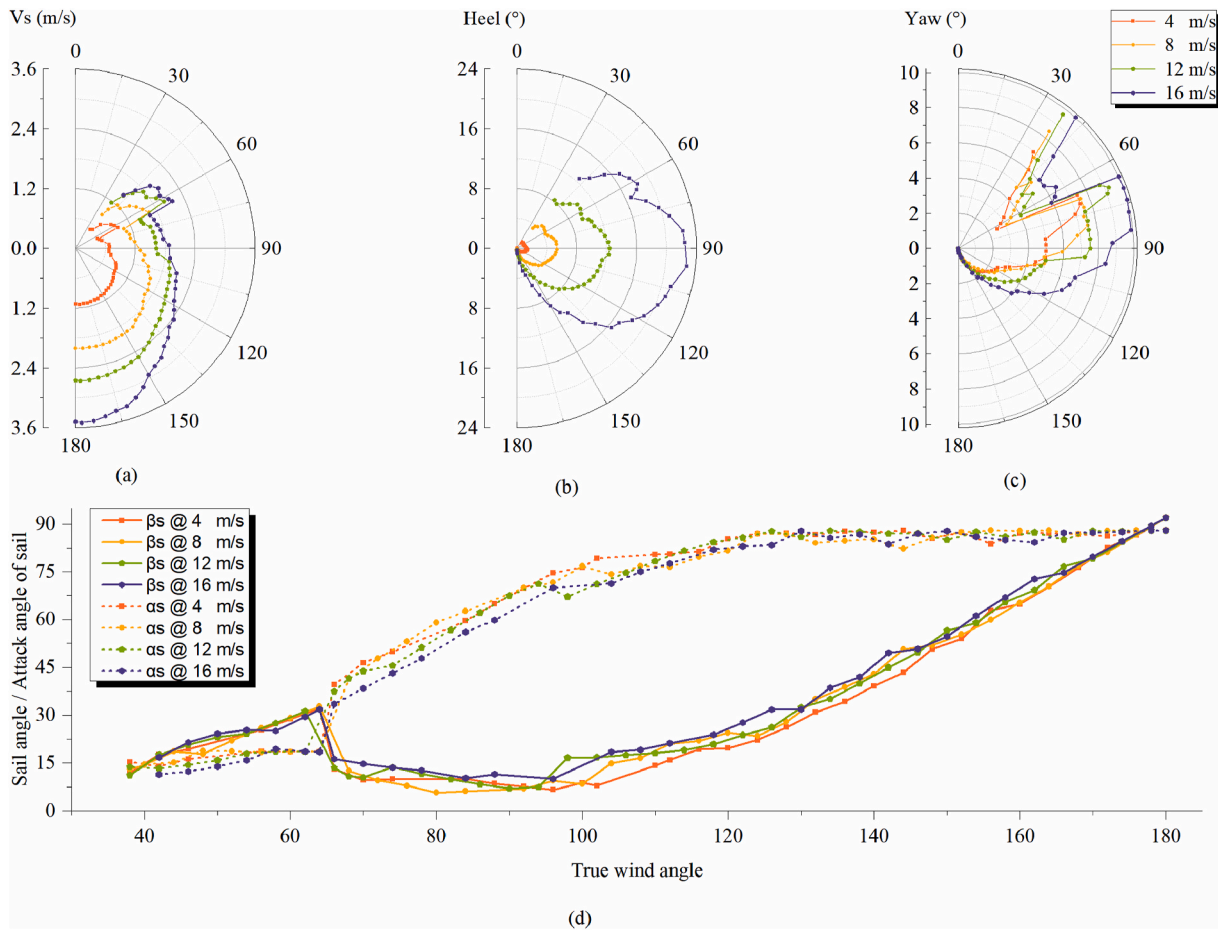 Vs (m/s)
0
3.6
30
2.4
60
1.2
0.0
90
1.2
2.4
120
150
3.6
180
(a)
Heel (°)
0
24
30
16
60
8
0
90
8
16
120
150
24
180
(b)
Yaw (°)
4 m/s
8 m/s
12 m/s
16 m/s
0
10
30
8
6
60
4
2
0
90
2
4
6
120
8
150
10
180
(c)
Sail angle / Attack angle of sail
90
75
60
45
30
15
0
βs @ 4 m/s
βs @ 8 m/s
βs @ 12 m/s
βs @ 16 m/s
αs @ 4 m/s
αs @ 8 m/s
αs @ 12 m/s
αs @ 16 m/s
40 60 80 100 120 140 160 180
True wind angle
(d)